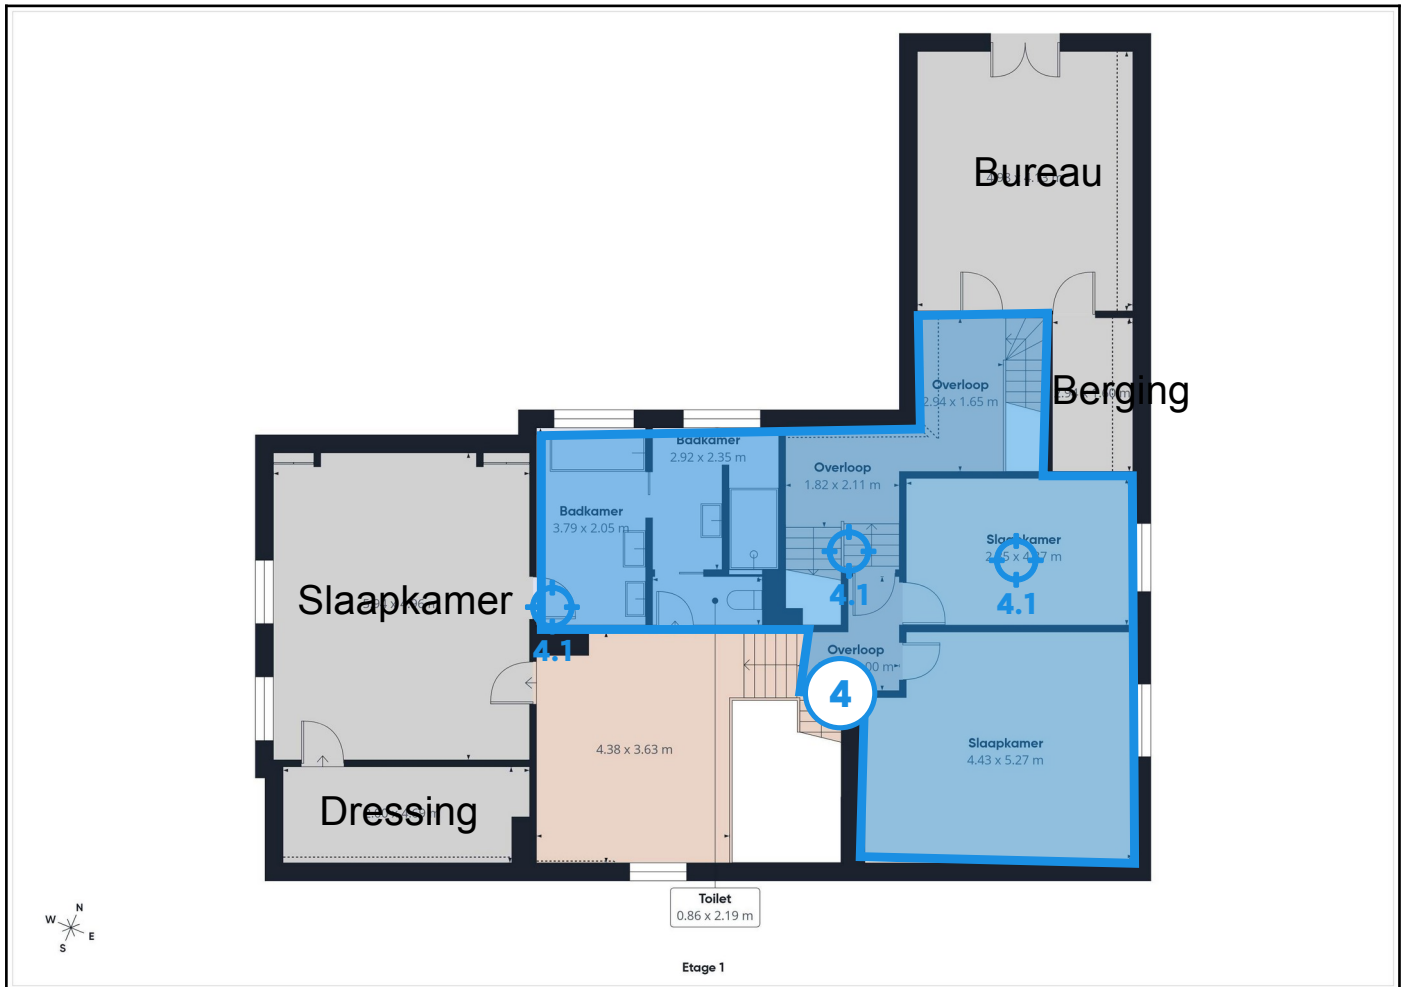 Bureau
Overloop
2.94 x 1.65 m
Berging
Badkamer
2.92 x 2.35 m
Overloop
1.82 x 2.11 m
Badkamer
3.79 x 2.05 m
Slaapkamer
Slaapkamer
4.1
4.1
4.1
Overloop
4
4.38 x 3.63 m
Slaapkamer
4.43 x 5.27 m
Dressing
Toilet
0.86 x 2.19 m
N
W
E
S
Etage 1